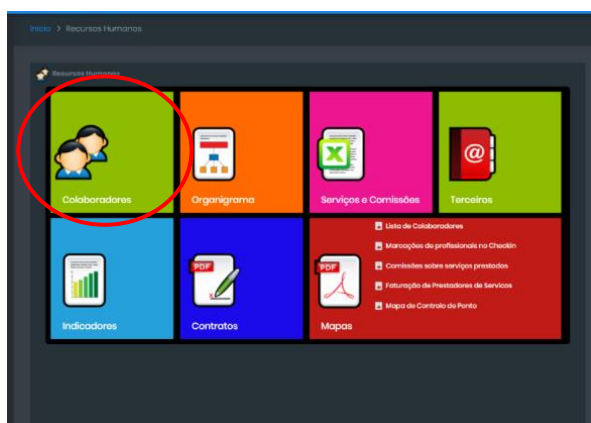 Início > Recursos Humanos
Recursos Humanos
Colaboradores
Organigrama
Serviços e Comissões
@
Terceiros
Indicadores
PDF
Contratos
PDF
Mapas
Lista de Colaboradores
Marcações de profissionais no Checkin
Comissões sobre serviços prestados
Faturação de Prestadores de Servicos
Mapa de Controlo de Ponto